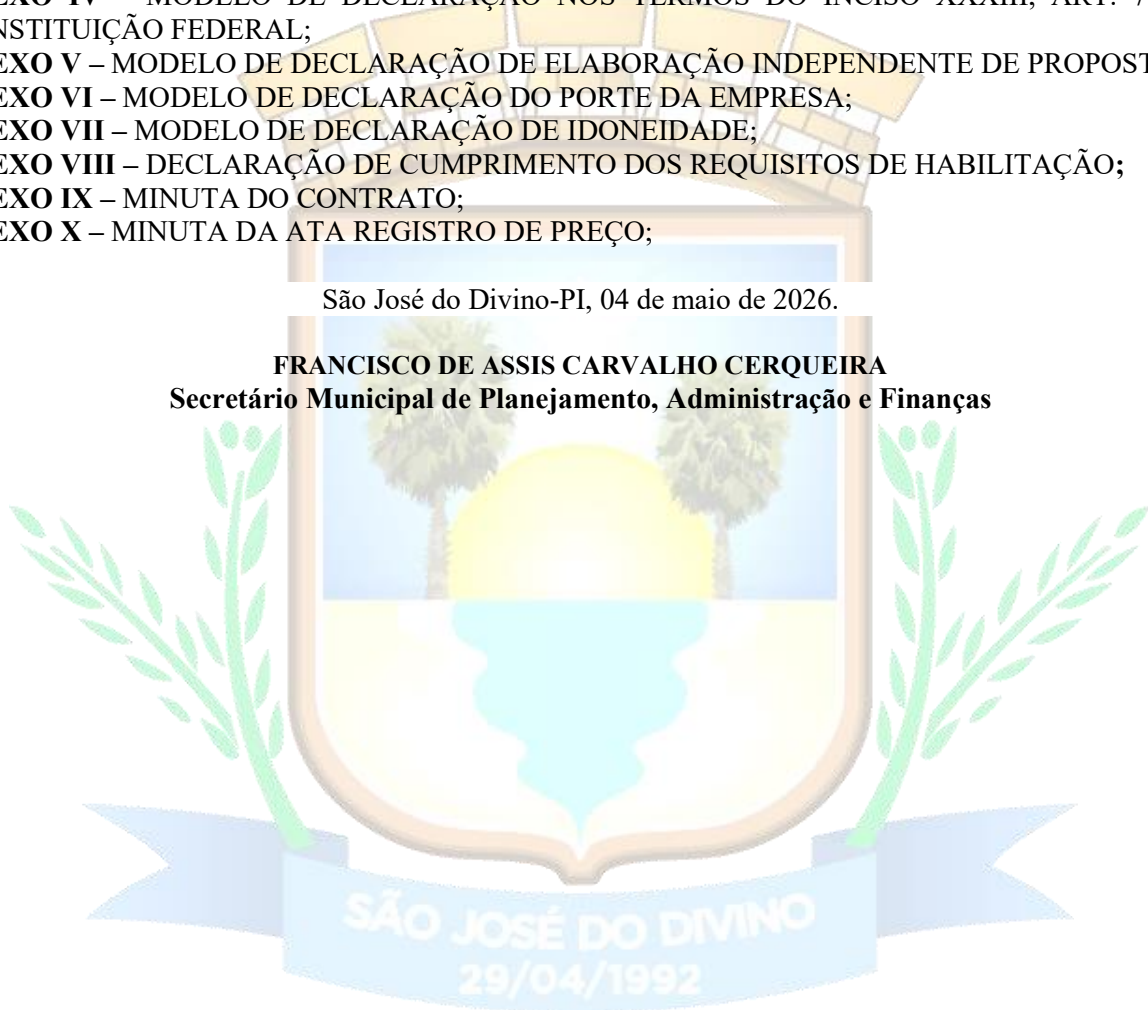 EXO IV – MODELO DE DECLARAÇÃO NOS TERMOS DO INCISO XXXIII, ART. 7
NSTITUIÇÃO FEDERAL;
EXO V – MODELO DE DECLARAÇÃO DE ELABORAÇÃO INDEPENDENTE DE PROPOST
EXO VI – MODELO DE DECLARAÇÃO DO PORTE DA EMPRESA;
EXO VII – MODELO DE DECLARAÇÃO DE IDONEIDADE;
EXO VIII – DECLARAÇÃO DE CUMPRIMENTO DOS REQUISITOS DE HABILITAÇÃO;
EXO IX – MINUTA DO CONTRATO;
EXO X – MINUTA DA ATA REGISTRO DE PREÇO;
São José do Divino-PI, 04 de maio de 2026.
FRANCISCO DE ASSIS CARVALHO CERQUEIRA
Secretário Municipal de Planejamento, Administração e Finanças
SÃO JOSÉ DO DIVINO
29/04/1992